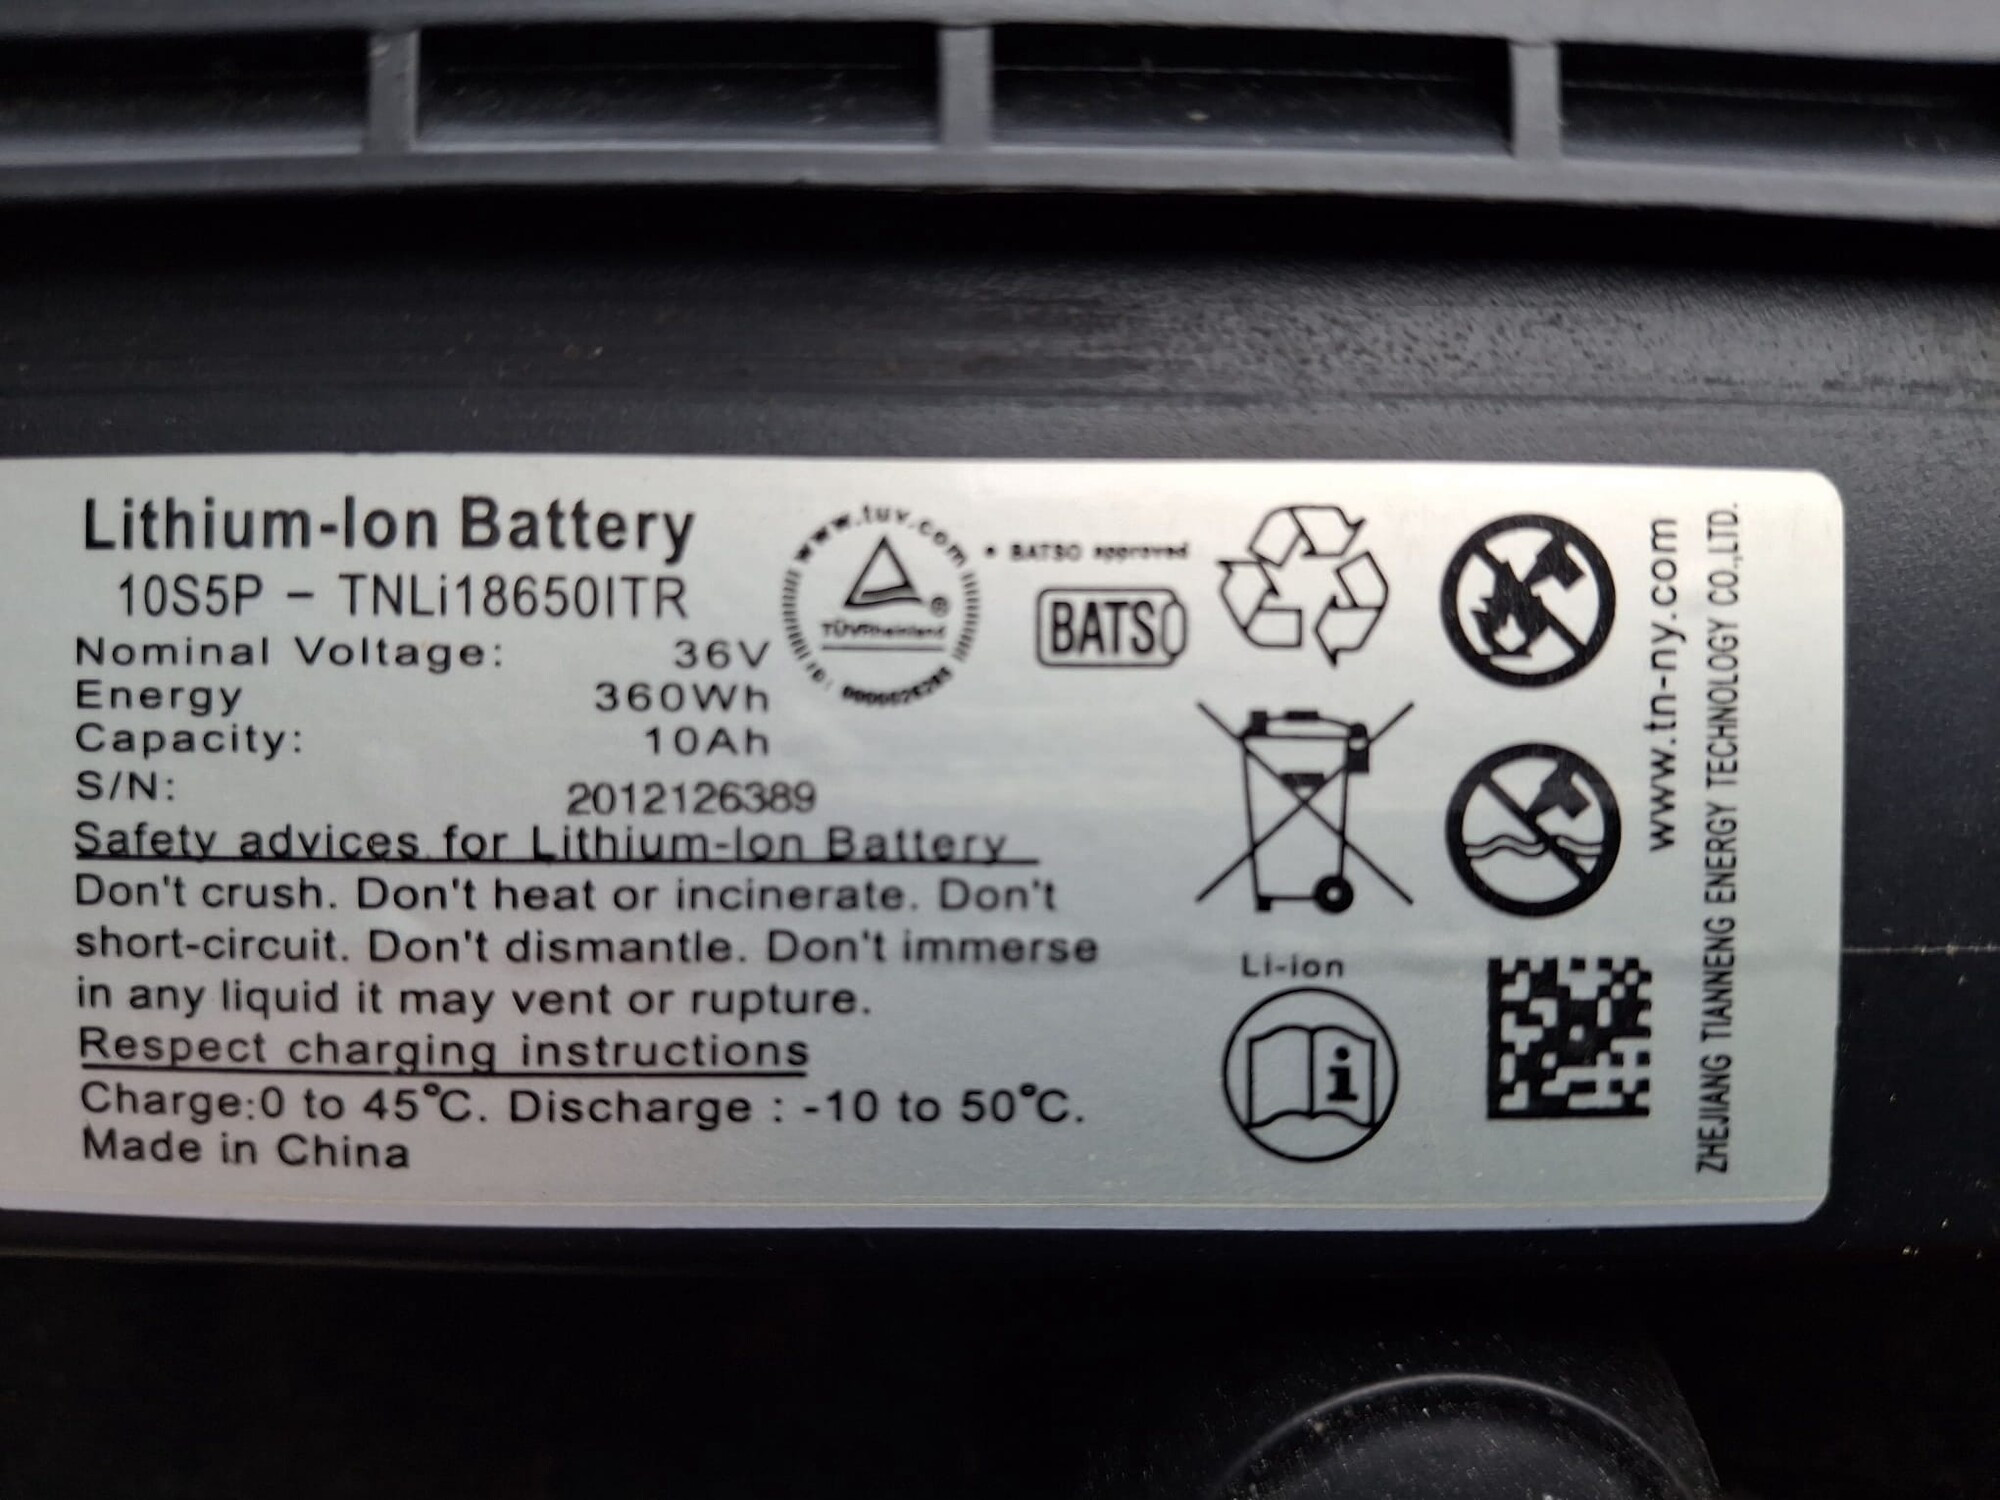 Lithium-Ion Battery
10S5P – TNLi18650ITR
Nominal Voltage: 36V
Energy 360Wh
Capacity: 10Ah
S/N: 2012126389
Safety advices for Lithium-Ion Battery
Don't crush. Don't heat or incinerate. Don't
short-circuit. Don't dismantle. Don't immerse
in any liquid it may vent or rupture.
Respect charging instructions
Charge:0 to 45°C. Discharge : -10 to 50°C.
Made in China
www.tuv.com
TÜVRheinland
®
• BATSO approved
BATSO
Li-ion
i
www.tn-ny.com
ZHEJIANG TIANNENG ENERGY TECHNOLOGY CO.,LTD.